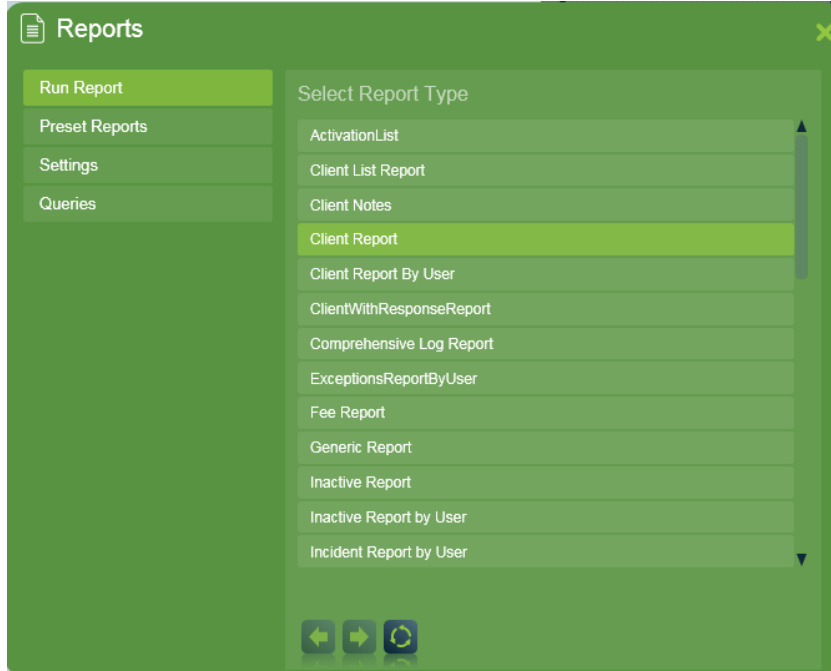 Reports
Run Report
Preset Reports
Settings
Queries
Select Report Type
ActivationList
Client List Report
Client Notes
Client Report
Client Report By User
ClientWithResponseReport
Comprehensive Log Report
ExceptionsReportByUser
Fee Report
Generic Report
Inactive Report
Inactive Report by User
Incident Report by User